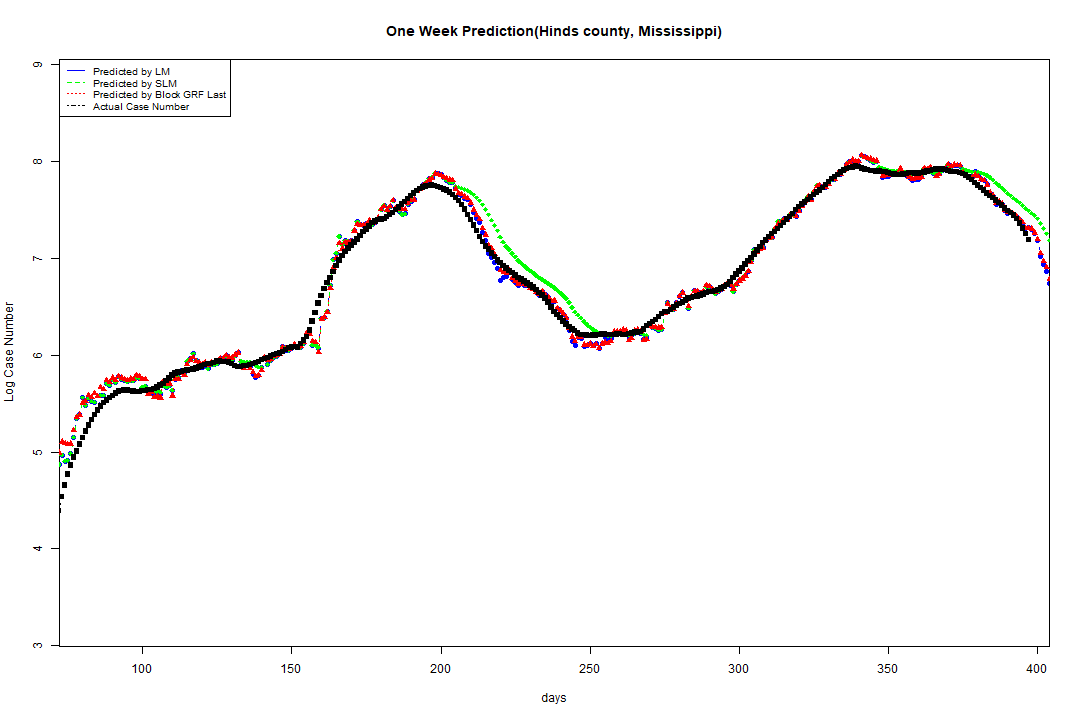 One Week Prediction(Hinds county, Mississippi)
Predicted by LM
Predicted by SLM
Predicted by Block GRF Last
Actual Case Number
9
8
7
6
5
4
3
Log Case Number
100 150 200 250 300 350 400
days